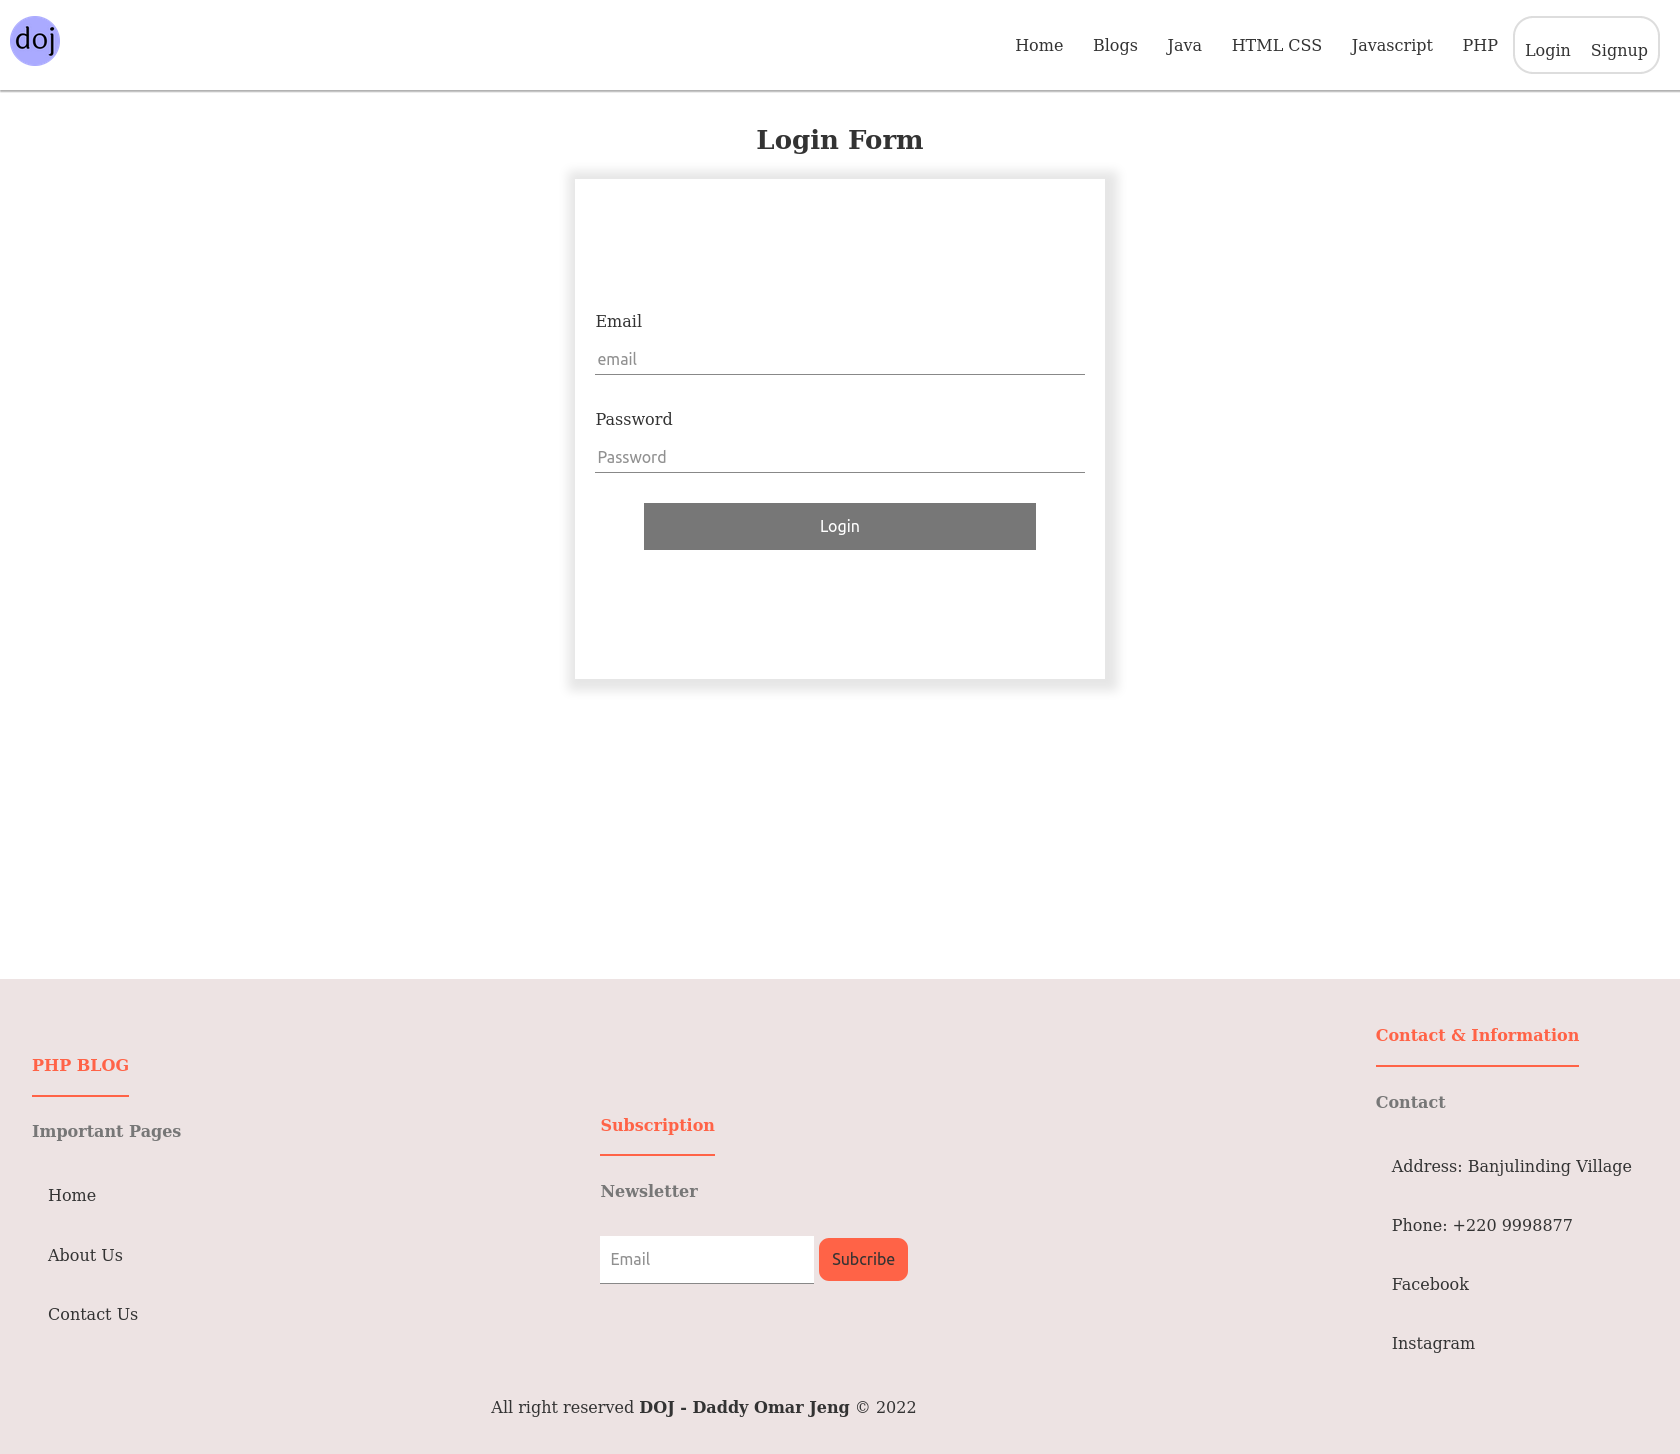 doj
Home Blogs Java HTML CSS Javascript PHP Login Signup
Login Form
Email
email
Password
Password
Login
PHP BLOG
Important Pages
Home
About Us
Contact Us
Subscription
Newsletter
Email Subcribe
Contact & Information
Contact
Address: Banjulinding Village
Phone: +220 9998877
Facebook
Instagram
All right reserved DOJ - Daddy Omar Jeng © 2022